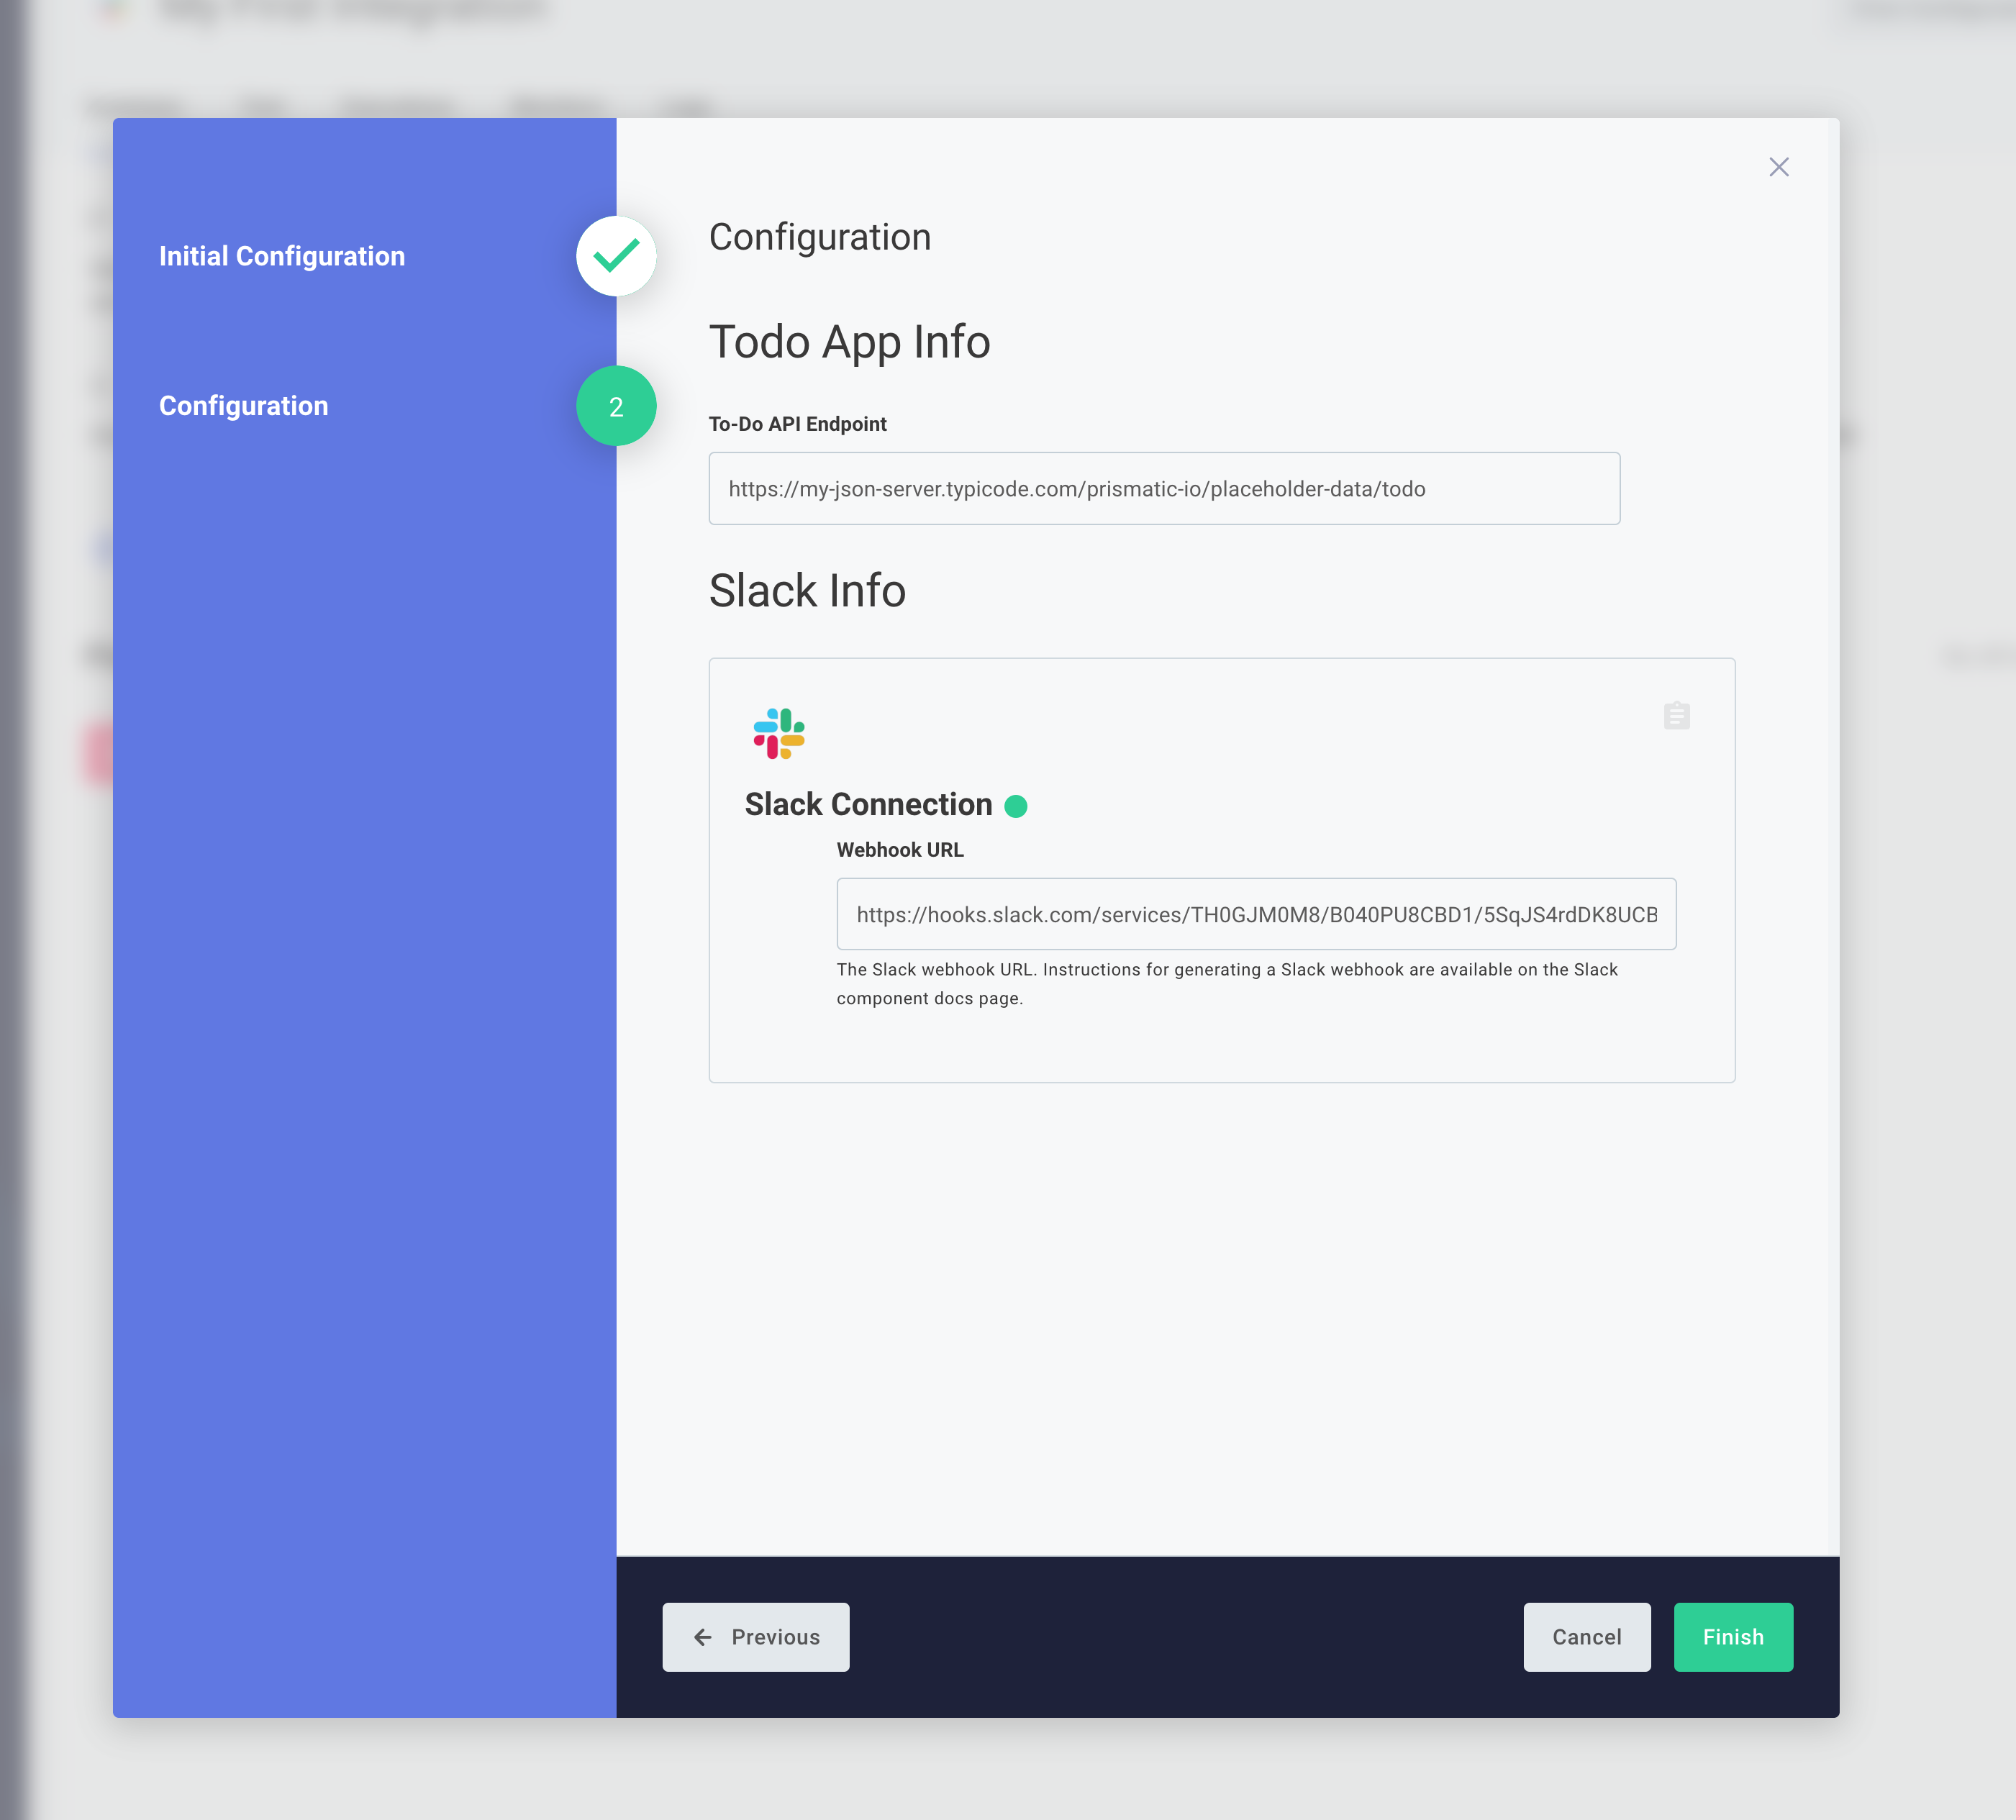 My First Integration
Initial Configuration
Configuration
2
Configuration
Todo App Info
To-Do API Endpoint
https://my-json-server.typicode.com/prismatic-io/placeholder-data/todo
Slack Info
Slack Connection
Webhook URL
https://hooks.slack.com/services/TH0GJM0M8/B040PU8CBD1/5SqJS4rdDK8UCB
The Slack webhook URL. Instructions for generating a Slack webhook are available on the Slack
component docs page.
Previous
Cancel
Finish